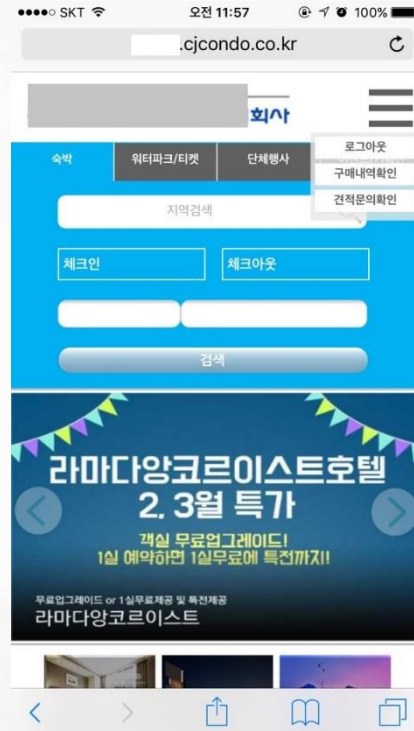 SKT 오전 11:57 100%
.cjcondo.co.kr
회사
로그아웃
구매내역확인
견적문의확인
숙박 워터파크/티켓 단체행사
지역검색
체크인 체크아웃
검색
라마다앙코르이스트호텔
2, 3월 특가
객실 무료업그레이드!
1실 예약하면 1실무료에 특전까지!!
무료업그레이드 or 1실무료제공 및 특전제공
라마다앙코르이스트